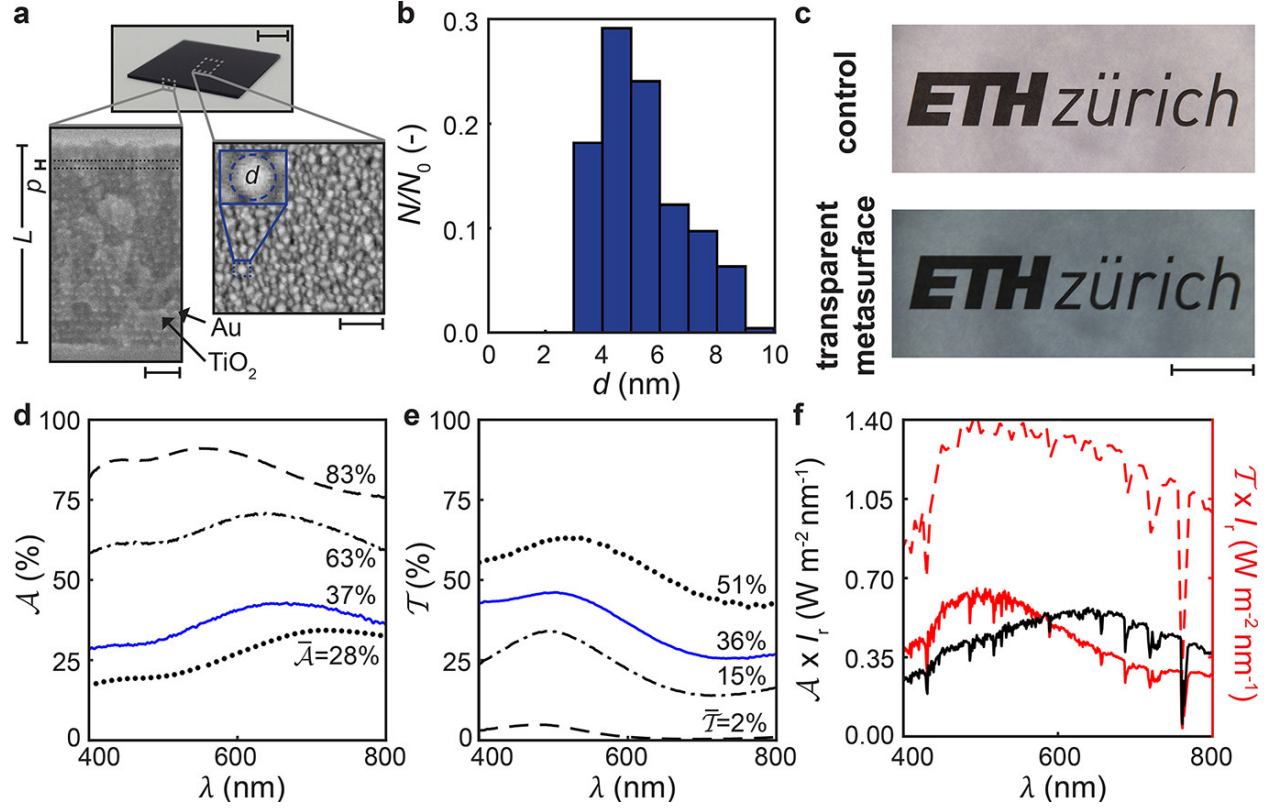 a
d
L
Au
TiO2
d
b
0.3
0.2
0.1
0.0
N/N0 (-)
0 2 4 6 8 10
d (nm)
c
control
ETH zürich
transparent
metasurface
ETH zürich
d
100
75
50
25
0
𝒜 (%)
83%
63%
37%
𝒜̅=28%
400 600 800
λ (nm)
e
100
75
50
25
0
𝒯 (%)
51%
36%
15%
𝒯̅=2%
400 600 800
λ (nm)
f
1.40
1.05
0.70
0.35
0.00
𝒜 x Ir (W m-2 nm-1)
𝒯 x Ir (W m-2 nm-1)
400 600 800
λ (nm)